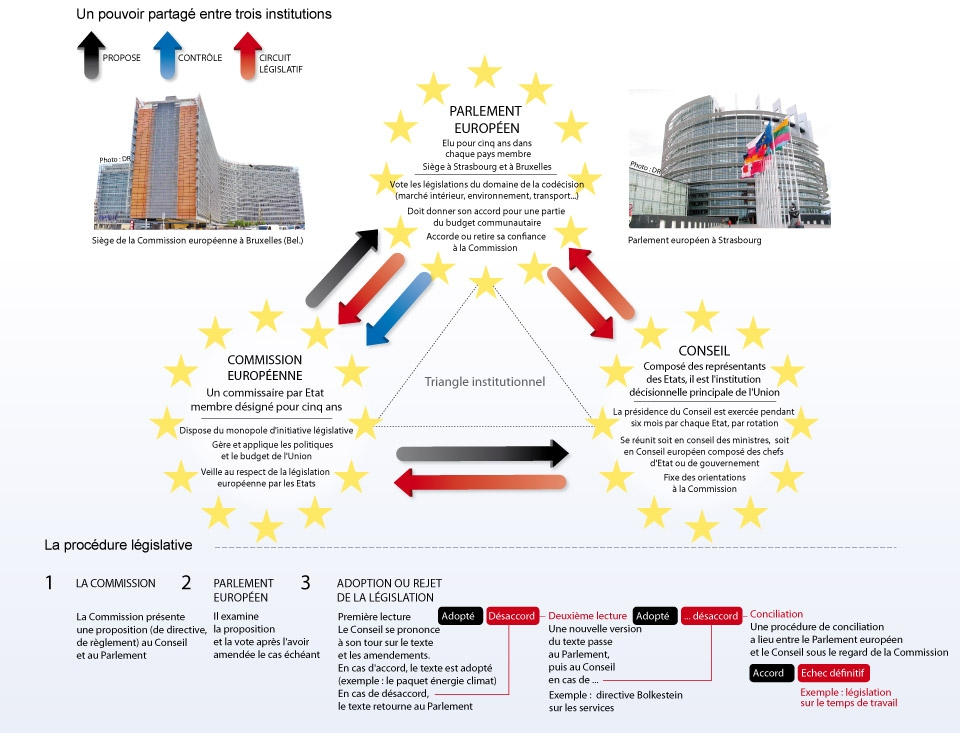 Un pouvoir partagé entre trois institutions
PROPOSE
CONTRÔLE
CIRCUIT
LÉGISLATIF
Photo : DR
Siège de la Commission européenne à Bruxelles (Bel.)
PARLEMENT
EUROPÉEN
Elu pour cinq ans dans
chaque pays membre
Siège à Strasbourg et à Bruxelles
Vote les législations du domaine de la codécision
(marché intérieur, environnement, transport...)
Doit donner son accord pour une partie
du budget communautaire
Accorde ou retire sa confiance
à la Commission
Photo : DR
Parlement européen à Strasbourg
COMMISSION
EUROPÉENNE
Un commissaire par Etat
membre désigné pour cinq ans
Dispose du monopole d'initiative législative
Gère et applique les politiques
et le budget de l'Union
Veille au respect de la législation
européenne par les Etats
Triangle institutionnel
CONSEIL
Composé des représentants
des Etats, il est l'institution
décisionnelle principale de l'Union
La présidence du Conseil est exercée pendant
six mois par chaque Etat, par rotation
Se réunit soit en conseil des ministres, soit
en Conseil européen composé des chefs
d'Etat ou de gouvernement
Fixe des orientations
à la Commission
La procédure législative
1 LA COMMISSION
La Commission présente
une proposition (de directive,
de règlement) au Conseil
et au Parlement
2 PARLEMENT
EUROPÉEN
Il examine
la proposition
et la vote après l'avoir
amendée le cas échéant
3 ADOPTION OU REJET
DE LA LÉGISLATION
Première lecture
Adopté
Désaccord
Le Conseil se prononce
à son tour sur le texte
et les amendements.
En cas d'accord, le texte est adopté
(exemple : le paquet énergie climat)
En cas de désaccord,
le texte retourne au Parlement
Deuxième lecture
Adopté
... désaccord
Une nouvelle version
du texte passe
au Parlement,
puis au Conseil
en cas de ...
Exemple : directive Bolkestein
sur les services
Conciliation
Une procédure de conciliation
a lieu entre le Parlement européen
et le Conseil sous le regard de la Commission
Accord
Echec définitif
Exemple : législation
sur le temps de travail